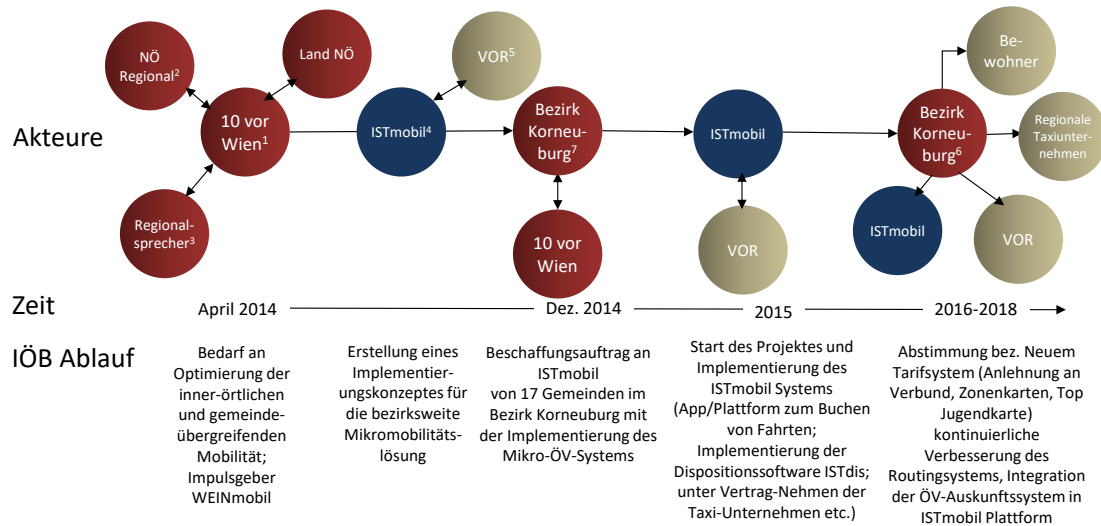 Akteure
NÖ
Regional²
Land NÖ
10 vor
Wien¹
Regional-
sprecher³
ISTmobil⁴
VOR⁵
Bezirk
Korneu-
burg⁷
10 vor
Wien
ISTmobil
VOR
Be-
wohner
Bezirk
Korneu-
burg⁶
Regionale
Taxiunter-
nehmen
ISTmobil
VOR
Zeit
April 2014
Dez. 2014
2015
2016-2018
IÖB Ablauf
Bedarf an
Optimierung der
inner-örtlichen
und gemeinde-
übergreifenden
Mobilität;
Impulsgeber
WEINmobil
Erstellung eines
Implementier-
ungskonzeptes für
die bezirksweite
Mikromobilitäts-
lösung
Beschaffungsauftrag an
ISTmobil
von 17 Gemeinden im
Bezirk Korneuburg mit
der Implementierung des
Mikro-ÖV-Systems
Start des Projektes und
Implementierung des
ISTmobil Systems
(App/Plattform zum Buchen
von Fahrten;
Implementierung der
Dispositionssoftware ISTdis;
unter Vertrag-Nehmen der
Taxi-Unternehmen etc.)
Abstimmung bez. Neuem
Tarifsystem (Anlehnung an
Verbund, Zonenkarten, Top
Jugendkarte)
kontinuierliche
Verbesserung des
Routingsystems, Integration
der ÖV-Auskunftssystem in
ISTmobil Plattform